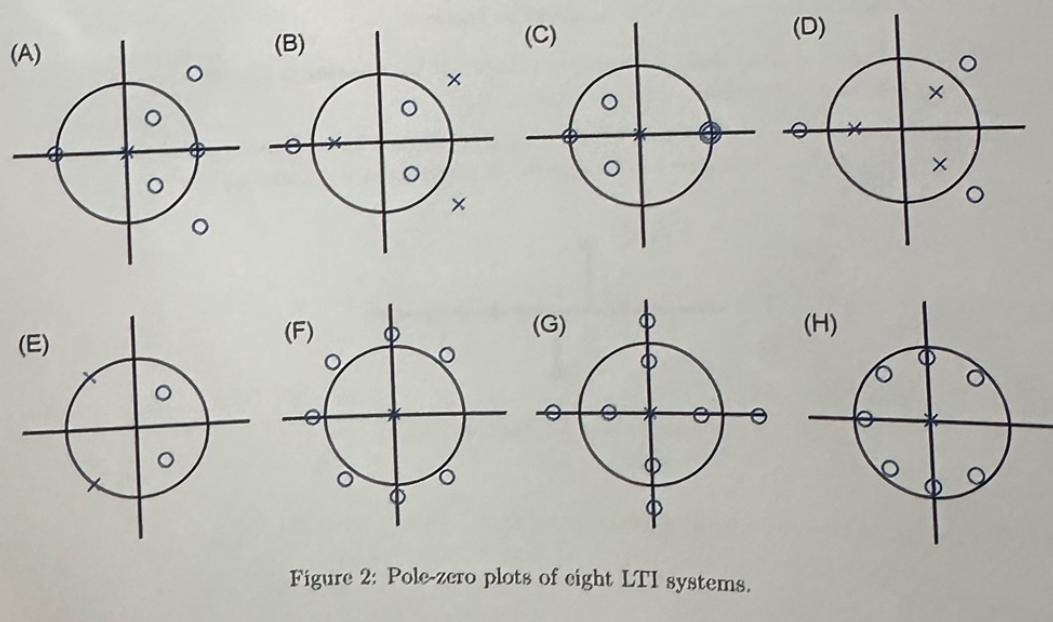 (A)
(B)
(C)
(D)
(E)
(F)
(G)
(H)
Figure 2: Pole-zero plots of eight LTI systems.